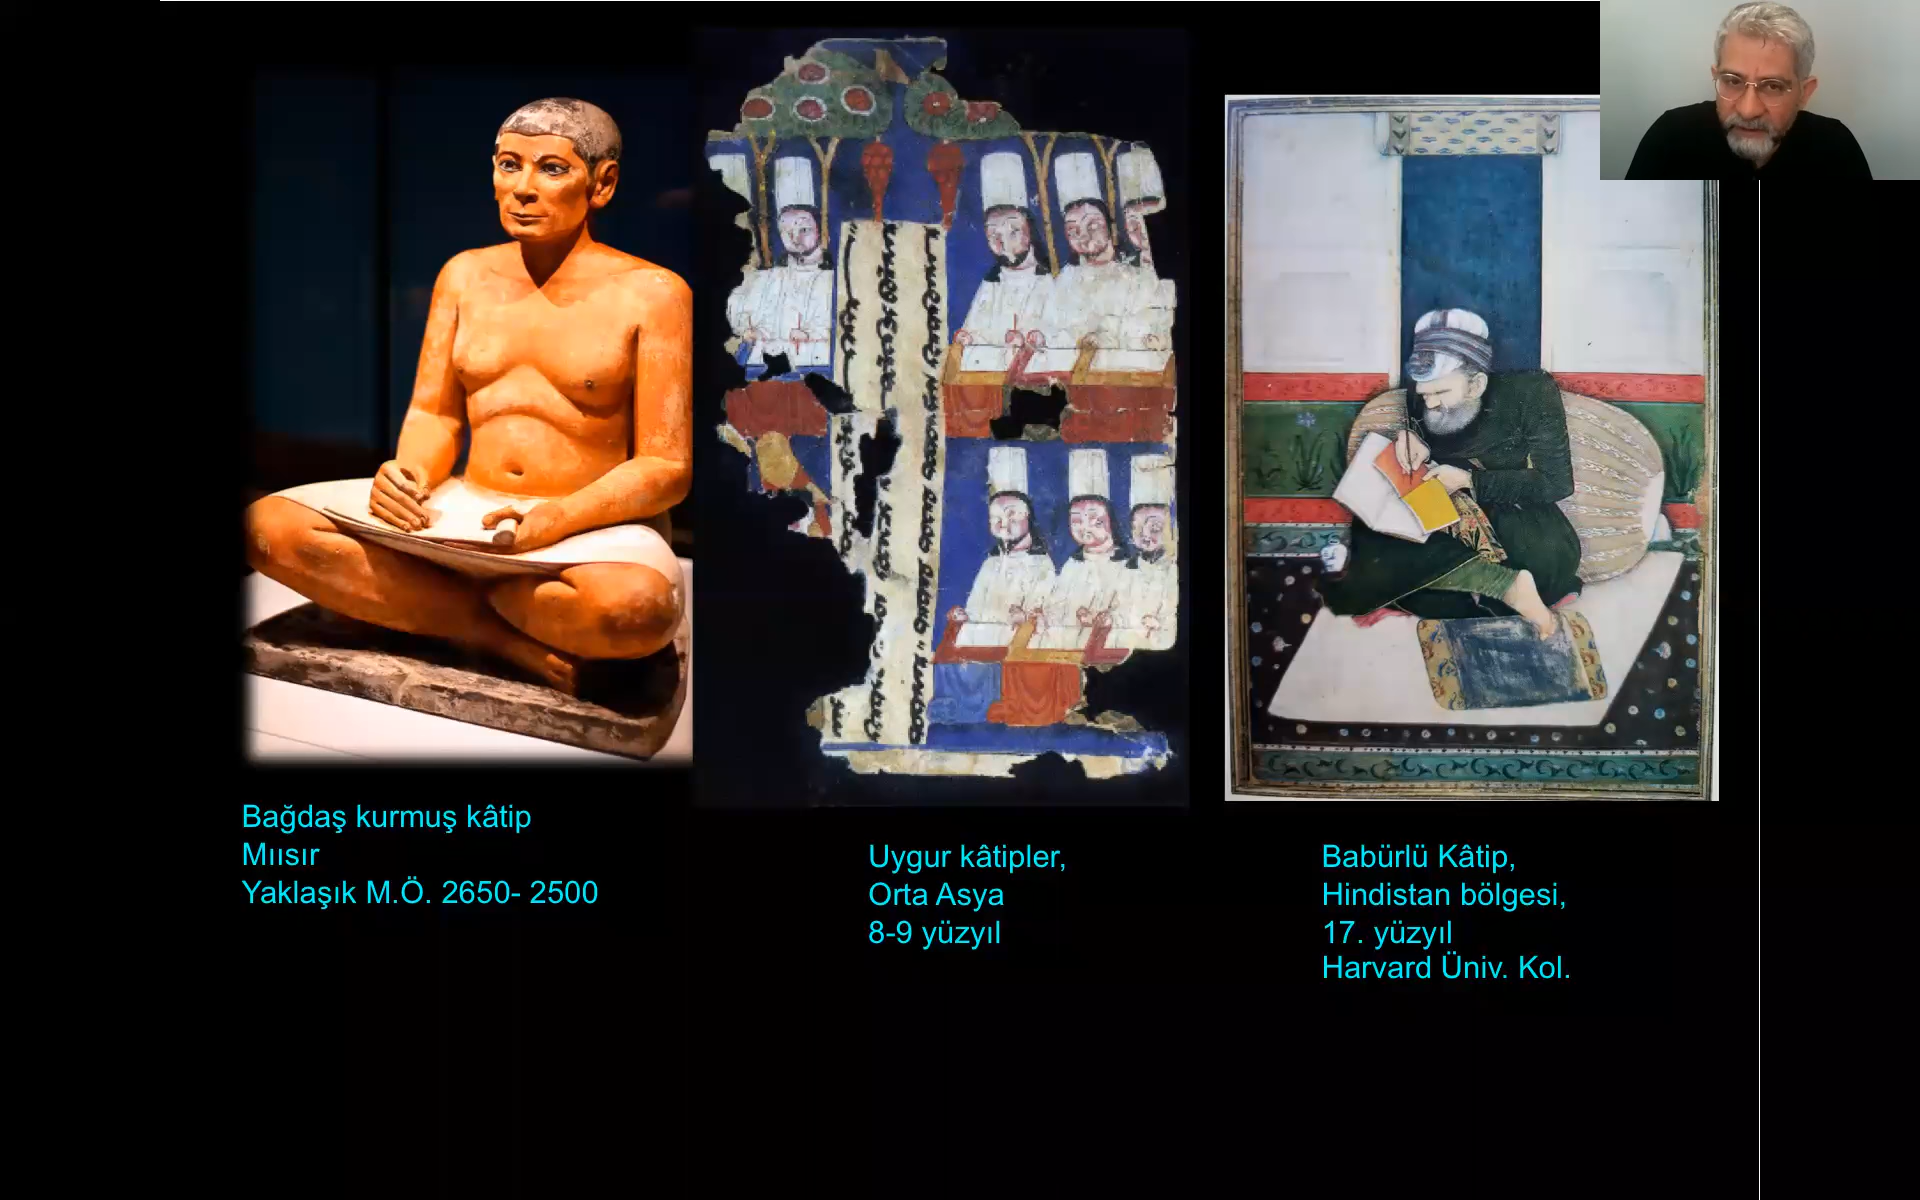 Bağdaş kurmuş kâtip
Mıısır
Yaklaşık M.Ö. 2650- 2500
Uygur kâtipler,
Orta Asya
8-9 yüzyıl
Babürlü Kâtip,
Hindistan bölgesi,
17. yüzyıl
Harvard Üniv. Kol.